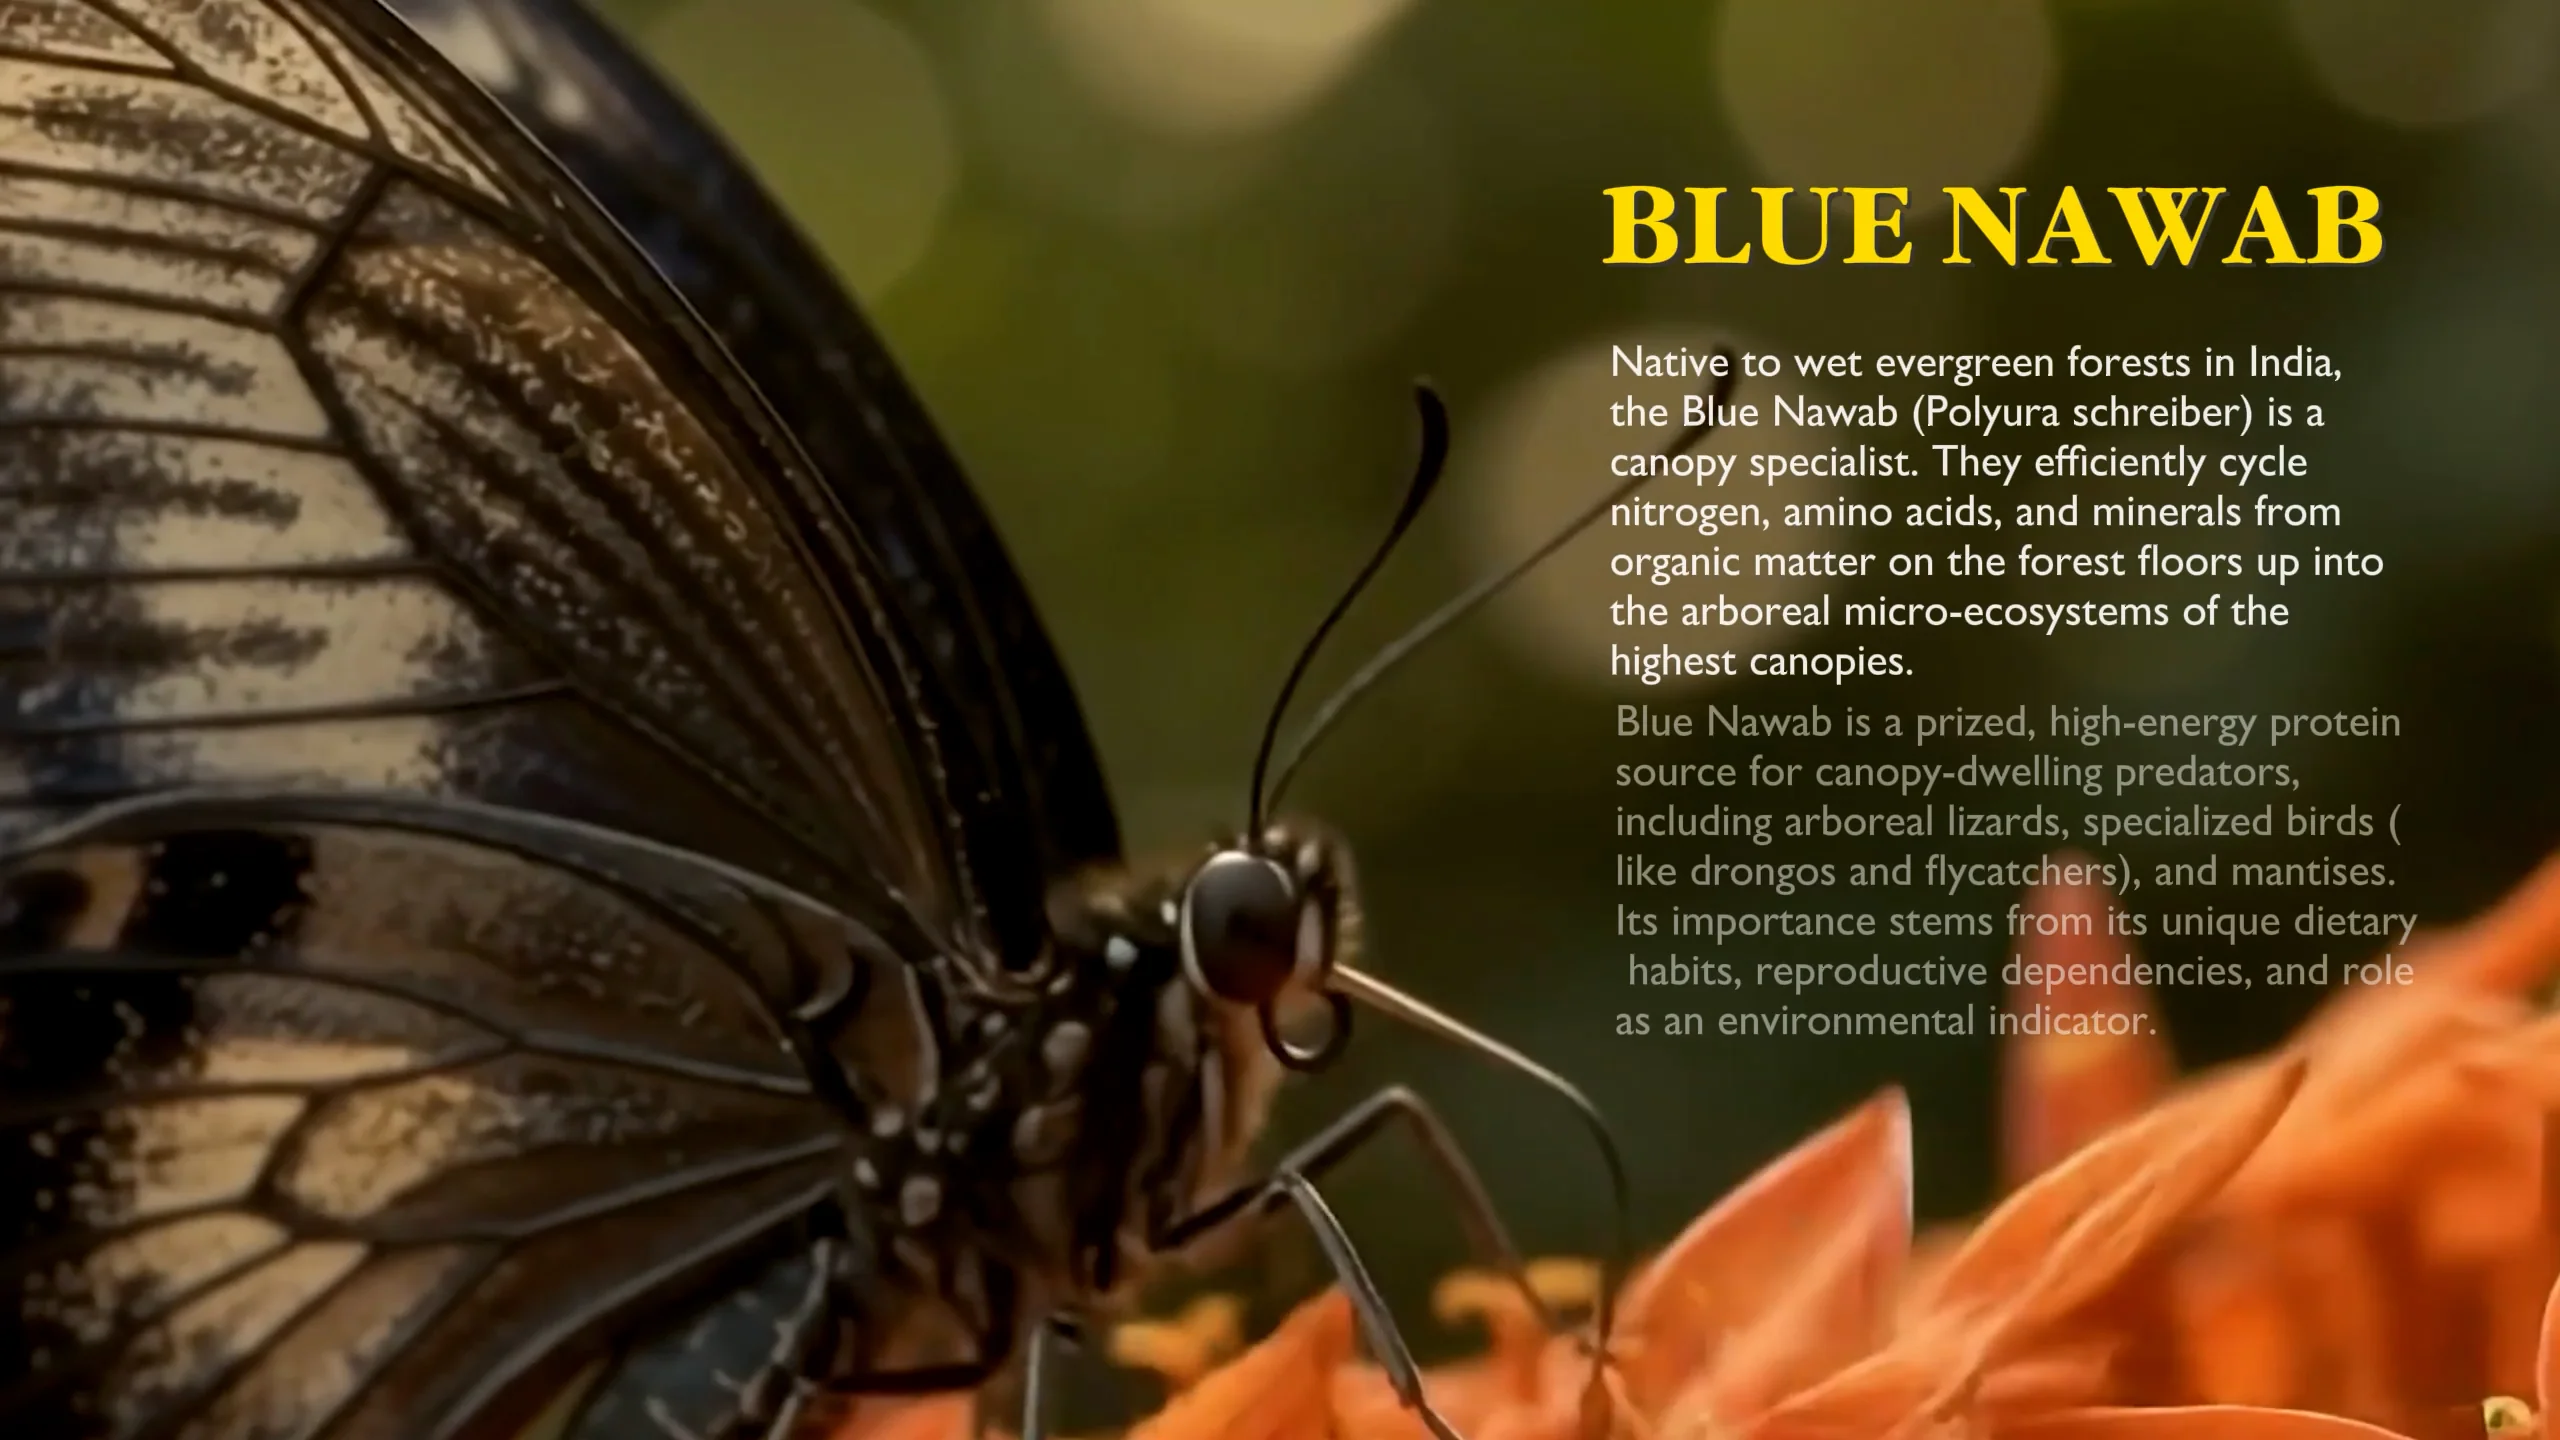 BLUE NAWAB
Native to wet evergreen forests in India,
the Blue Nawab (Polyura schreiber) is a
canopy specialist. They efficiently cycle
nitrogen, amino acids, and minerals from
organic matter on the forest floors up into
the arboreal micro-ecosystems of the
highest canopies.
Blue Nawab is a prized, high-energy protein
source for canopy-dwelling predators,
including arboreal lizards, specialized birds (
like drongos and flycatchers), and mantises.
Its importance stems from its unique dietary
habits, reproductive dependencies, and role
as an environmental indicator.